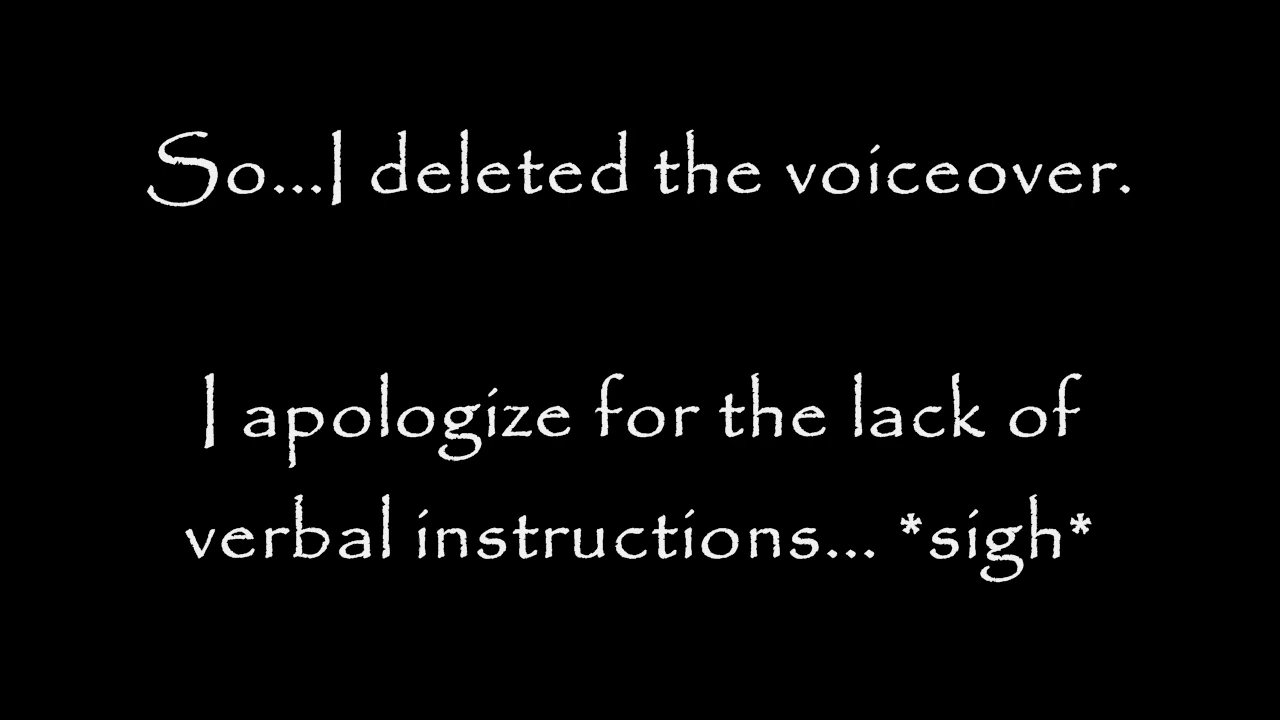 So...I deleted the voiceover.
I apologize for the lack of
verbal instructions... *sigh*